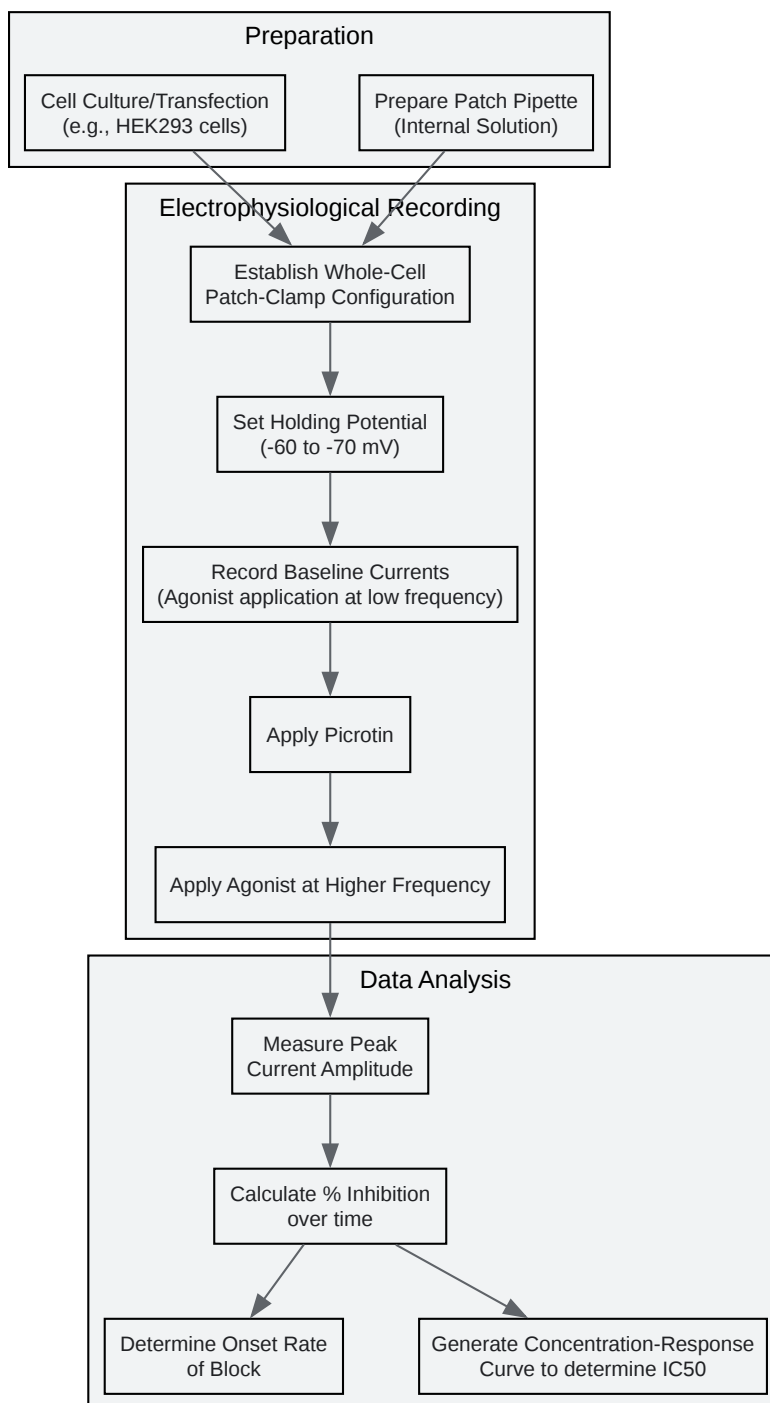 Preparation
Cell Culture/Transfection
(e.g., HEK293 cells)
Prepare Patch Pipette
(Internal Solution)
Electrophysiological Recording
Establish Whole-Cell
Patch-Clamp Configuration
Set Holding Potential
(-60 to -70 mV)
Record Baseline Currents
(Agonist application at low frequency)
Apply Picrotin
Apply Agonist at Higher Frequency
Data Analysis
Measure Peak
Current Amplitude
Calculate % Inhibition
over time
Determine Onset Rate
of Block
Generate Concentration-Response
Curve to determine IC50